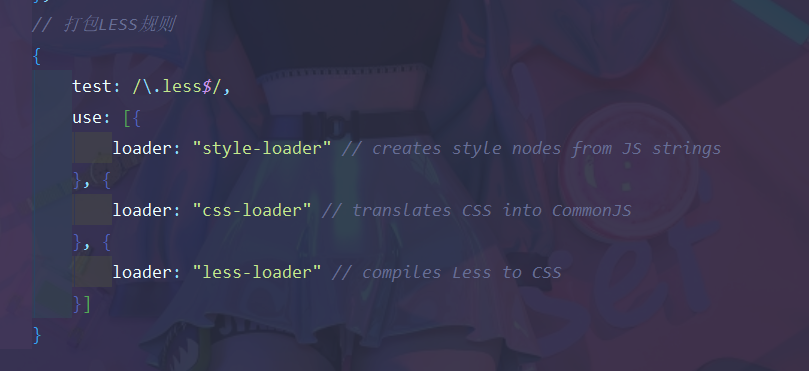 },
// 打包LESS规则
{
test: /\.less$/,
use: [{
loader: "style-loader" // creates style nodes from JS strings
}, {
loader: "css-loader" // translates CSS into CommonJS
}, {
loader: "less-loader" // compiles Less to CSS
}]
}
ser